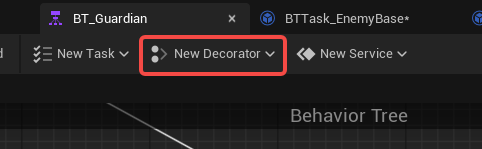 BT_Guardian
BTTask_EnemyBase*
New Task
New Decorator
New Service
Behavior Tree